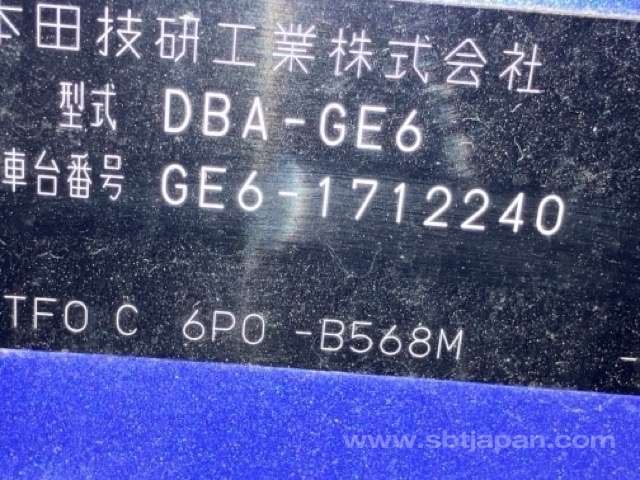 本田技研工業株式会社
型式 DBA-GE6
車台番号 GE6-1712240
TF0 C 6P0 -B568M
www.sbtjapan.com